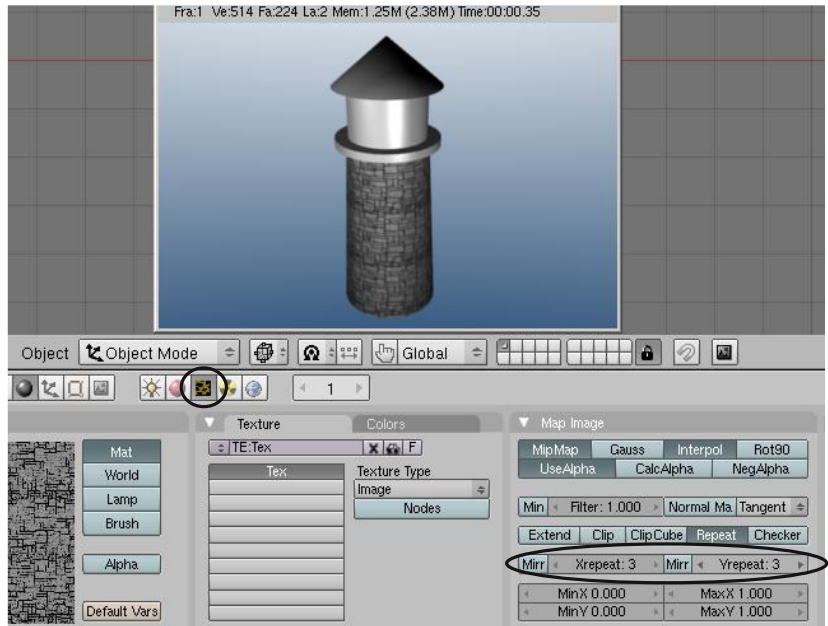 Fra:1 Ve:514 Fa:224 La:2 Mem:1.25M (2.38M) Time:00:00.35
Object Object Mode Global
1
Texture Colors Map Image
Mat TE:Tex X F MipMap Gauss Interpol Rot90
World Tex Texture Type UseAlpha CalcAlpha NegAlpha
Lamp Image Min Filter: 1.000 Normal Ma Tangent
Brush Nodes Extend Clip ClipCube Repeat Checker
Alpha Mirr Xrepeat: 3 Mirr Yrepeat: 3
MinX 0.000 MaxX 1.000
Default Vars MinY 0.000 MaxY 1.000